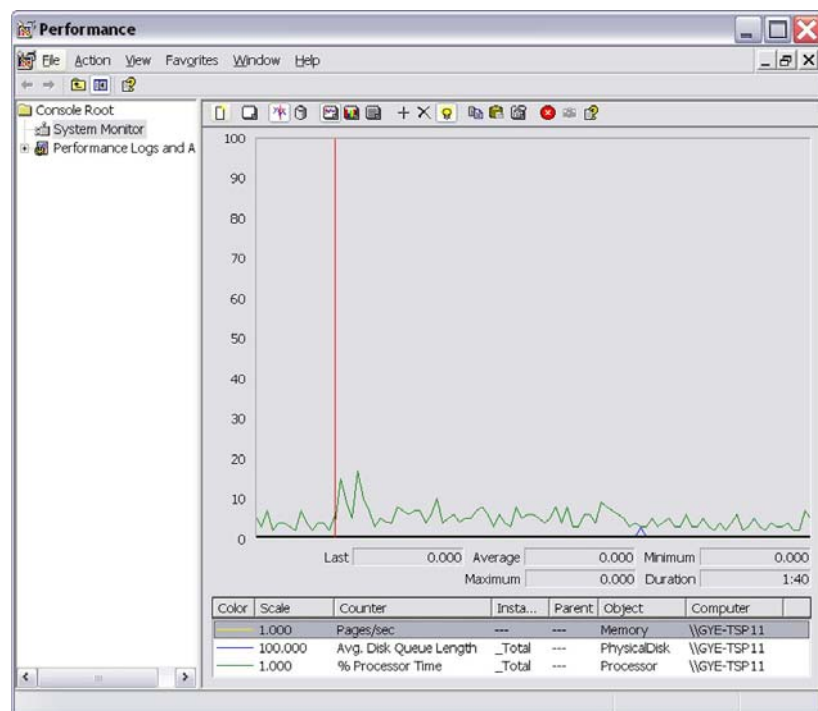 Performance
File Action View Favorites Window Help
Console Root
System Monitor
Performance Logs and A
100
90
80
70
60
50
40
30
20
10
0
Last 0.000 Average 0.000 Minimum 0.000
Maximum 0.000 Duration 1:40
Color Scale Counter Insta... Parent Object Computer
1.000 Pages/sec --- --- Memory \\GYE-TSP11
100.000 Avg. Disk Queue Length _Total --- PhysicalDisk \\GYE-TSP11
1.000 % Processor Time _Total --- Processor \\GYE-TSP11